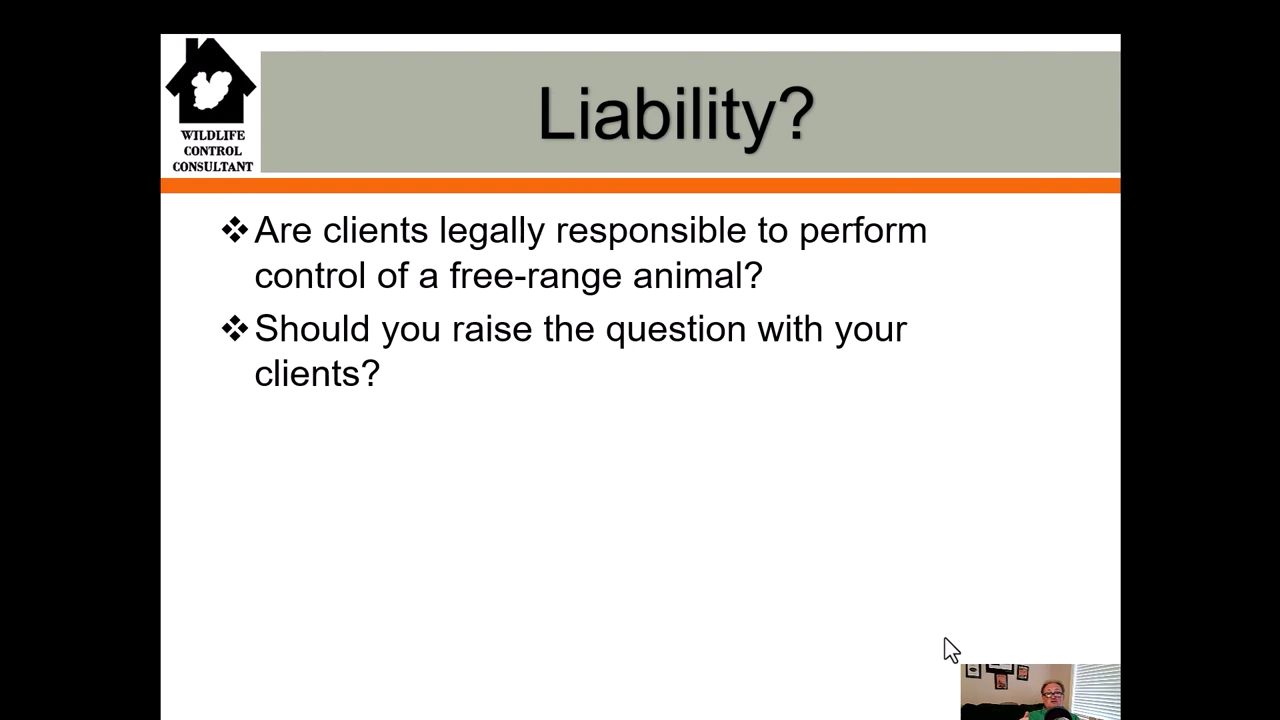 WILDLIFE
CONTROL
CONSULTANT
Liability?
❖Are clients legally responsible to perform
control of a free-range animal?
❖Should you raise the question with your
clients?